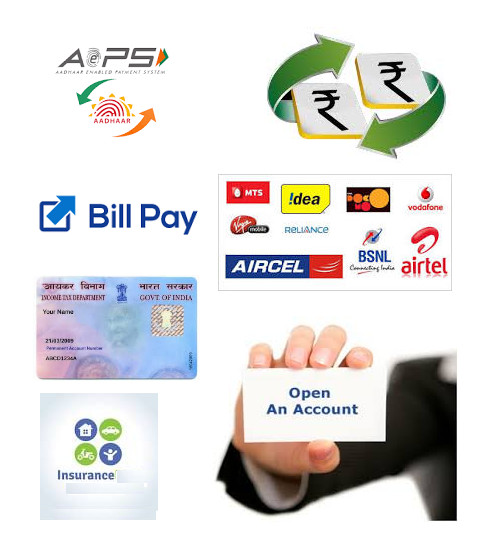 AePS
AADHAAR ENABLED PAYMENT SYSTEM
AADHAAR
₹
₹
Bill Pay
MTS
!dea
vodafone
Virgin
mobile
RELIANCE
BSNL
Connecting India
AIRCEL
airtel
आयकर विभाग
भारत सरकार
INCOME TAX DEPARTMENT
GOVT. OF INDIA
Your Name
21/03/2009
Permanent Account Number
ABCD1234A
Open
An Account
Insurance